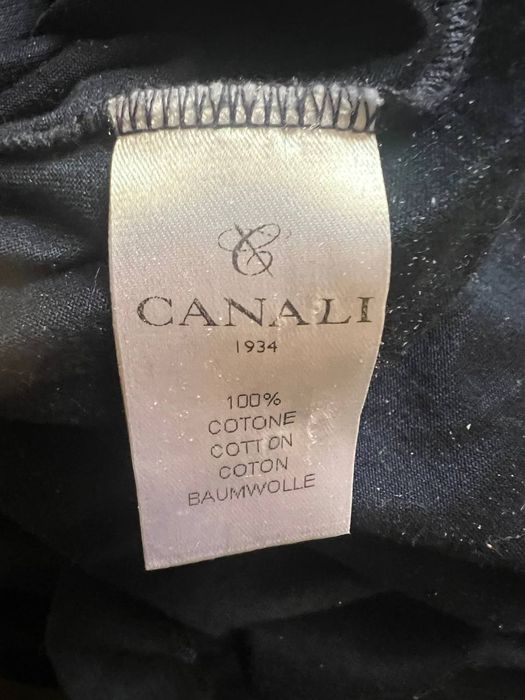 CANALI
1934
100%
COTONE
COTTON
COTON
BAUMWOLLE